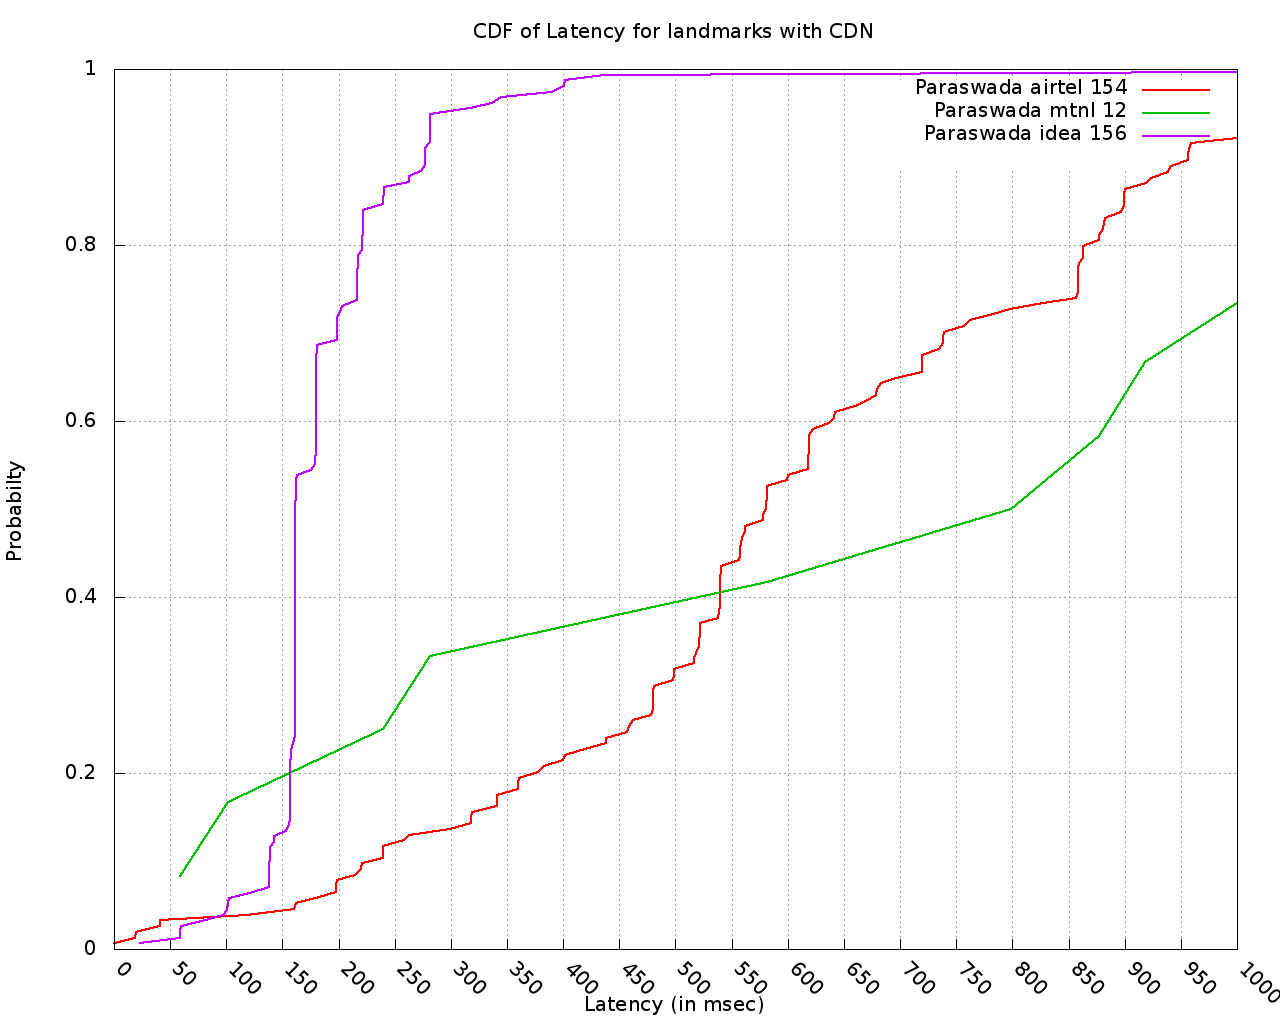 CDF of Latency for landmarks with CDN
Paraswada airtel 154
Paraswada mtnl 12
Paraswada idea 156
1
0.8
0.6
0.4
0.2
0
Probabilty
0 50 100 150 200 250 300 350 400 450 500 550 600 650 700 750 800 850 900 950 1000
Latency (in msec)